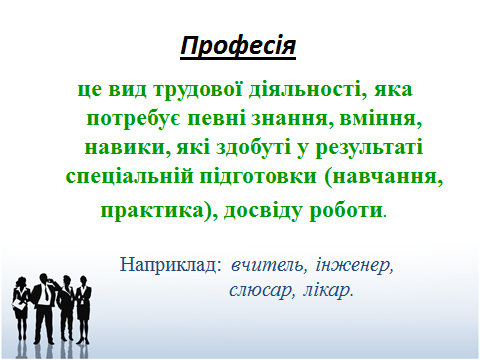 Професія
це вид трудової діяльності, яка
потребує певні знання, вміння,
навики, які здобуті у результаті
спеціальній підготовки (навчання,
практика), досвіду роботи.
Наприклад: вчитель, інженер,
слюсар, лікар.